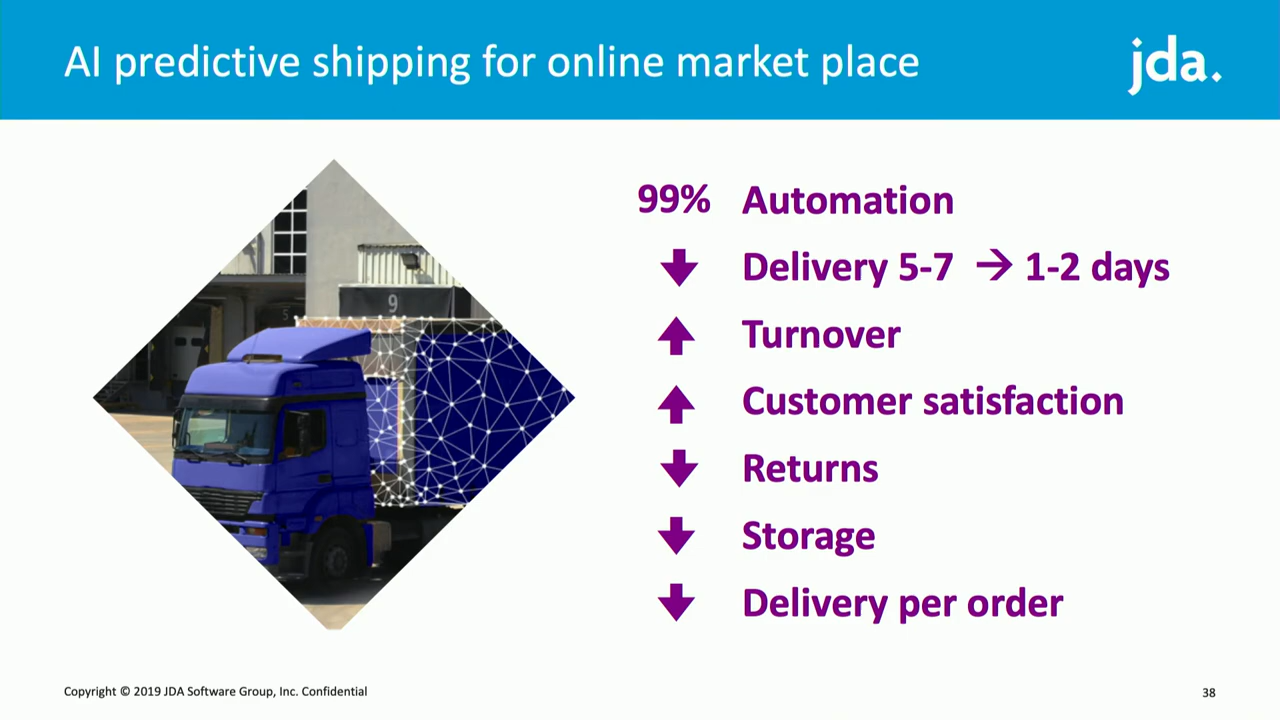 AI predictive shipping for online market place
jda.
9
5
99% Automation
Delivery 5-7 → 1-2 days
Turnover
Customer satisfaction
Returns
Storage
Delivery per order
Copyright © 2019 JDA Software Group, Inc. Confidential
38